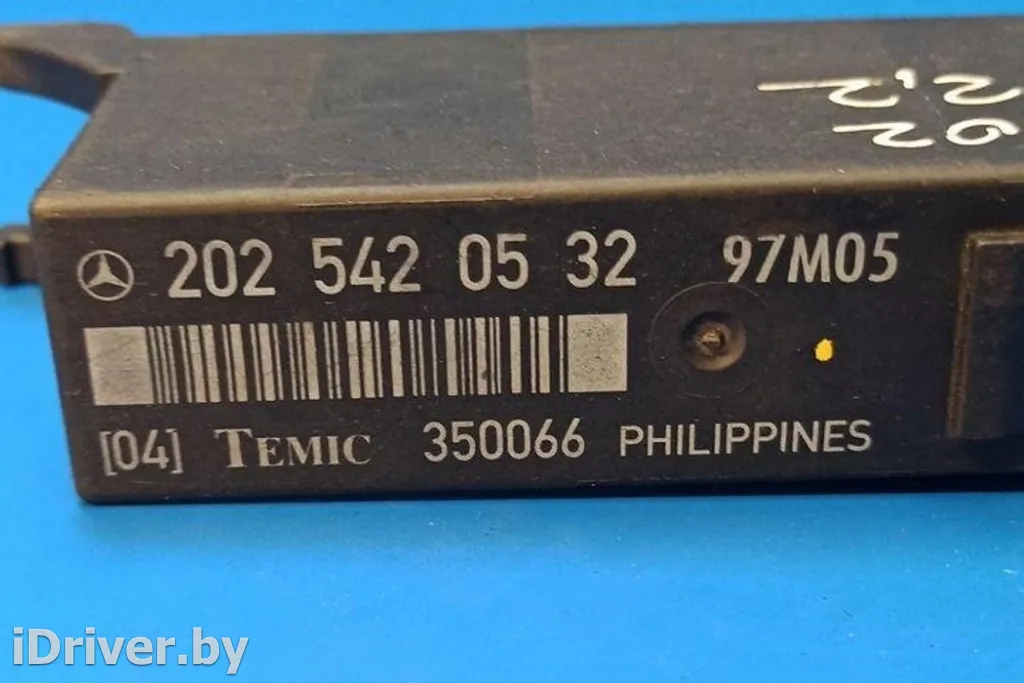 202 542 05 32 97M05
[04] TEMIC 350066 PHILIPPINES
iDriver.by